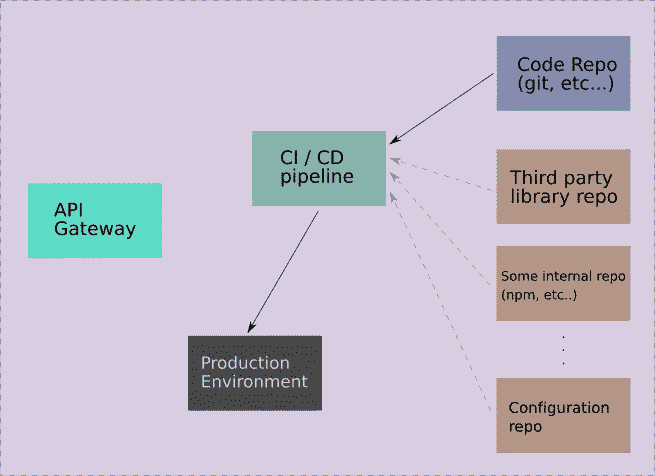 Code Repo
(git, etc...)
CI / CD
pipeline
Third party
library repo
API
Gateway
Some internal repo
(npm, etc..)
Production
Environment
Configuration
repo